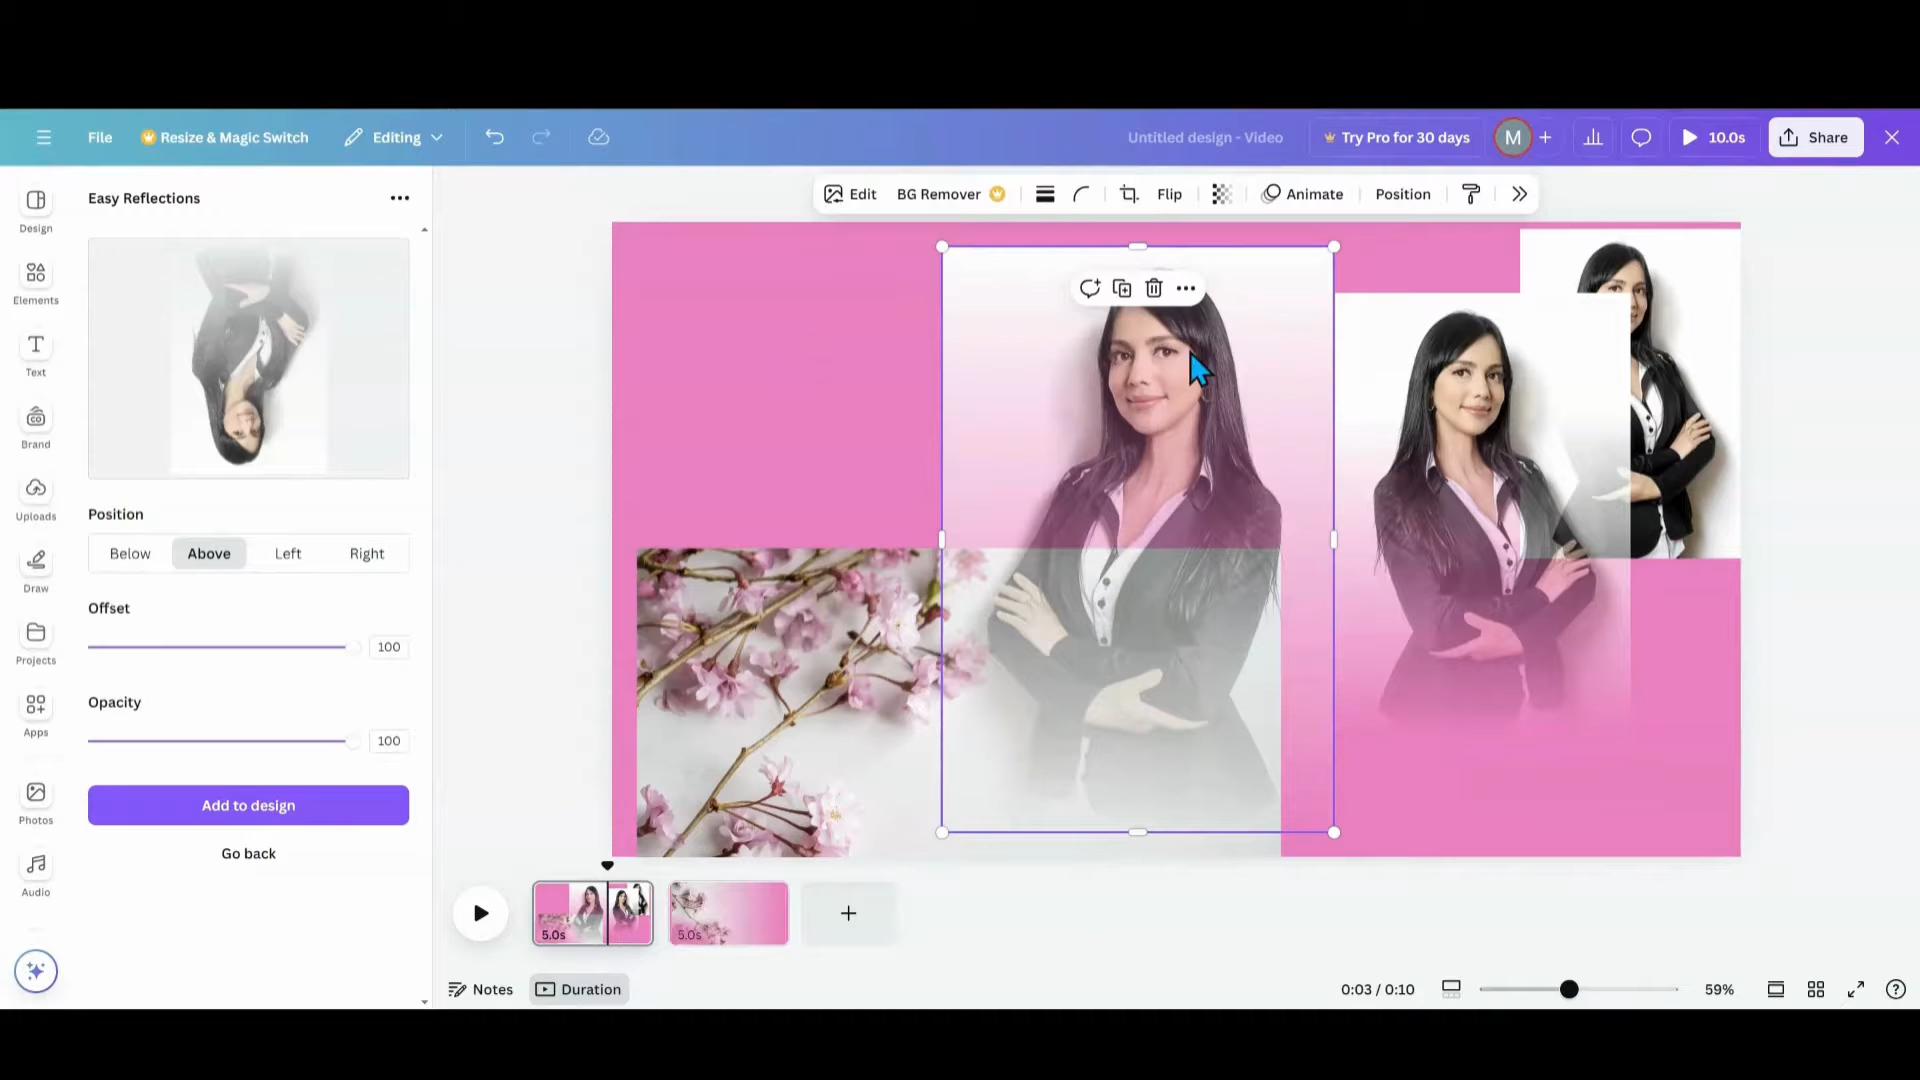 File
Resize & Magic Switch
Editing
Untitled design - Video
Try Pro for 30 days
M
10.0s
Share
Easy Reflections
Edit
BG Remover
Flip
Animate
Position
Design
Elements
Text
Brand
Uploads
Draw
Projects
Apps
Photos
Audio
Position
Below
Above
Left
Right
Offset
100
Opacity
100
Add to design
Go back
5.0s
5.0s
Notes
Duration
0:03 / 0:10
59%